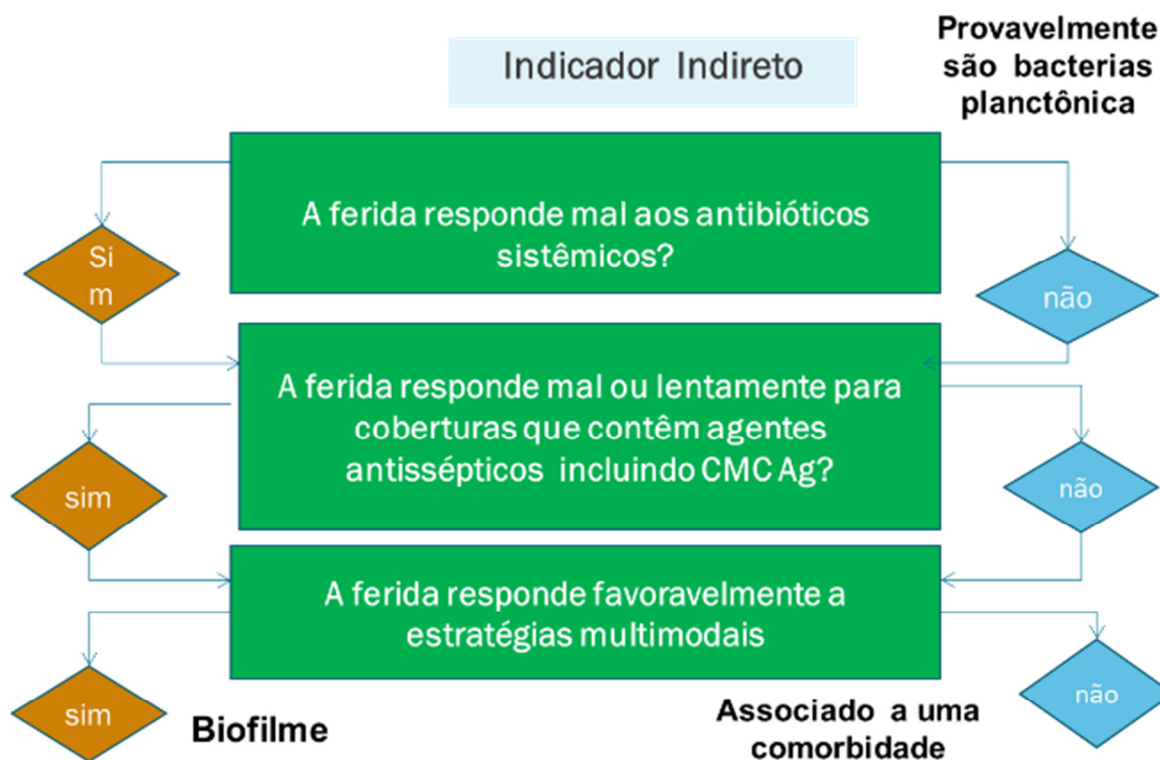 Indicador Indireto
Provavelmente
são bacterias
planctônica
A ferida responde mal aos antibióticos
sistêmicos?
Si
m
não
A ferida responde mal ou lentamente para
coberturas que contêm agentes
antissépticos incluindo CMC Ag?
sim
não
A ferida responde favoravelmente a
estratégias multimodais
sim
não
Biofilme
Associado a uma
comorbidade